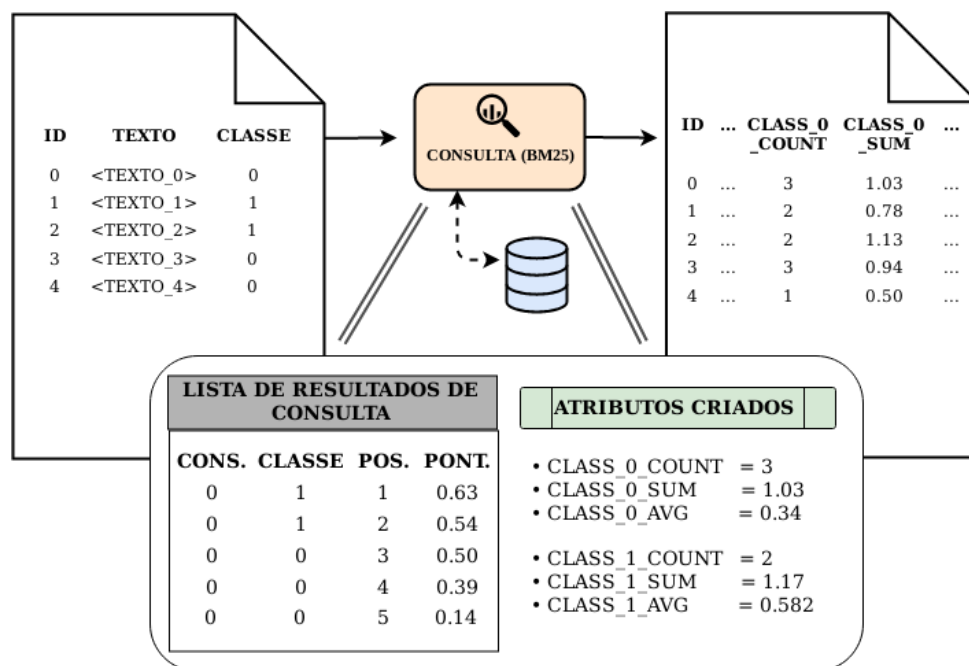 ID TEXTO CLASSE
0 <TEXTO_0> 0
1 <TEXTO_1> 1
2 <TEXTO_2> 1
3 <TEXTO_3> 0
4 <TEXTO_4> 0
CONSULTA (BM25)
ID ... CLASS_0 CLASS_0 ...
_COUNT _SUM
0 ... 3 1.03 ...
1 ... 2 0.78 ...
2 ... 2 1.13 ...
3 ... 3 0.94 ...
4 ... 1 0.50 ...
LISTA DE RESULTADOS DE
CONSULTA
CONS. CLASSE POS. PONT.
0 1 1 0.63
0 1 2 0.54
0 0 3 0.50
0 0 4 0.39
0 0 5 0.14
ATRIBUTOS CRIADOS
• CLASS_0_COUNT = 3
• CLASS_0_SUM = 1.03
• CLASS_0_AVG = 0.34
• CLASS_1_COUNT = 2
• CLASS_1_SUM = 1.17
• CLASS_1_AVG = 0.582